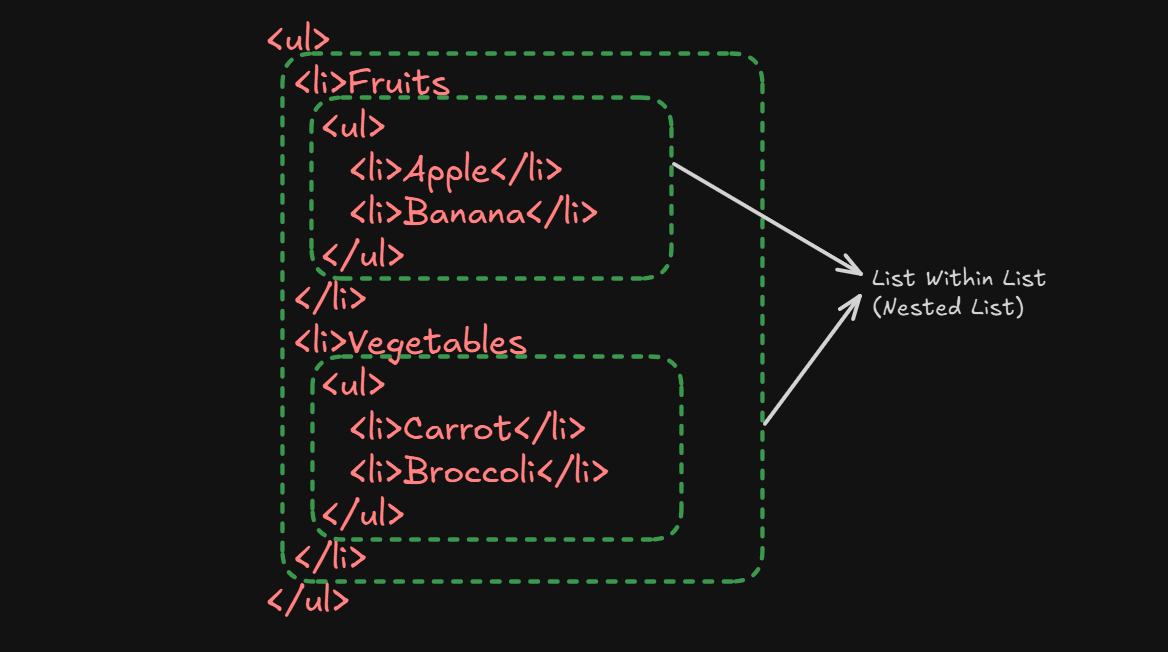 <ul>
<li>Fruits
<ul>
<li>Apple</li>
<li>Banana</li>
</ul>
</li>
<li>Vegetables
<ul>
<li>Carrot</li>
<li>Broccoli</li>
</ul>
</li>
</ul>
List Within List
(Nested List)